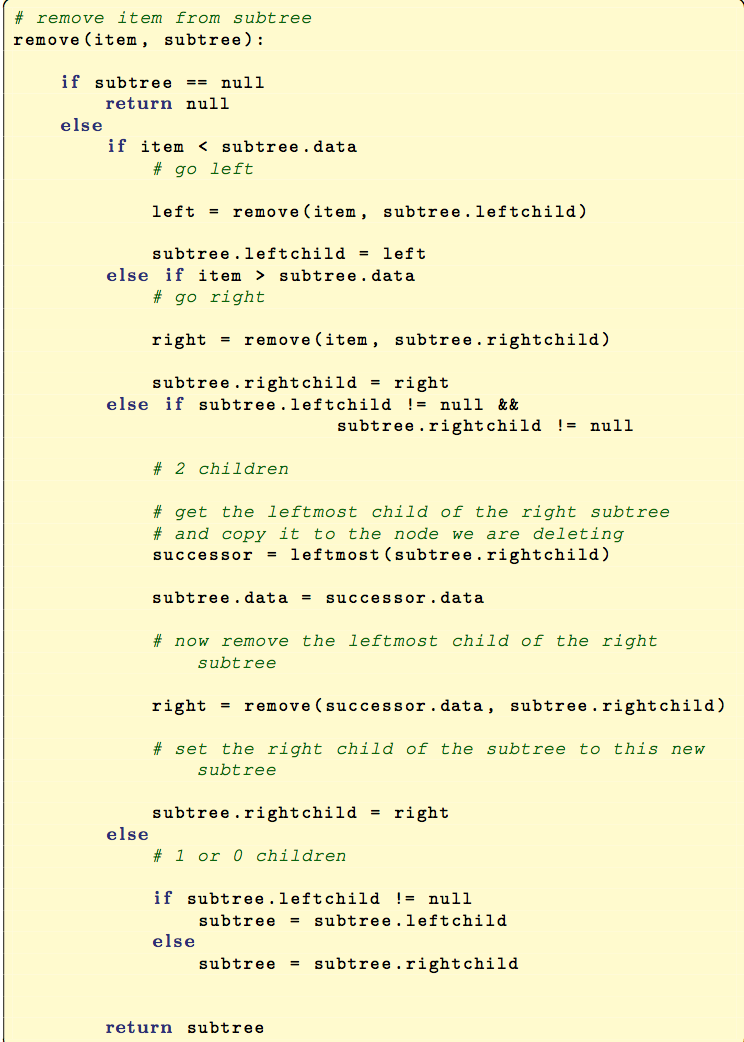 # remove item from subtree
remove(item, subtree):
if subtree == null
return null
else
if item < subtree.data
# go left
left = remove(item, subtree.leftchild)
subtree.leftchild = left
else if item > subtree.data
# go right
right = remove(item, subtree.rightchild)
subtree.rightchild = right
else if subtree.leftchild != null &&
subtree.rightchild != null
# 2 children
# get the leftmost child of the right subtree
# and copy it to the node we are deleting
successor = leftmost(subtree.rightchild)
subtree.data = successor.data
# now remove the leftmost child of the right
subtree
right = remove(successor.data, subtree.rightchild)
# set the right child of the subtree to this new
subtree
subtree.rightchild = right
else
# 1 or 0 children
if subtree.leftchild != null
subtree = subtree.leftchild
else
subtree = subtree.rightchild
return subtree